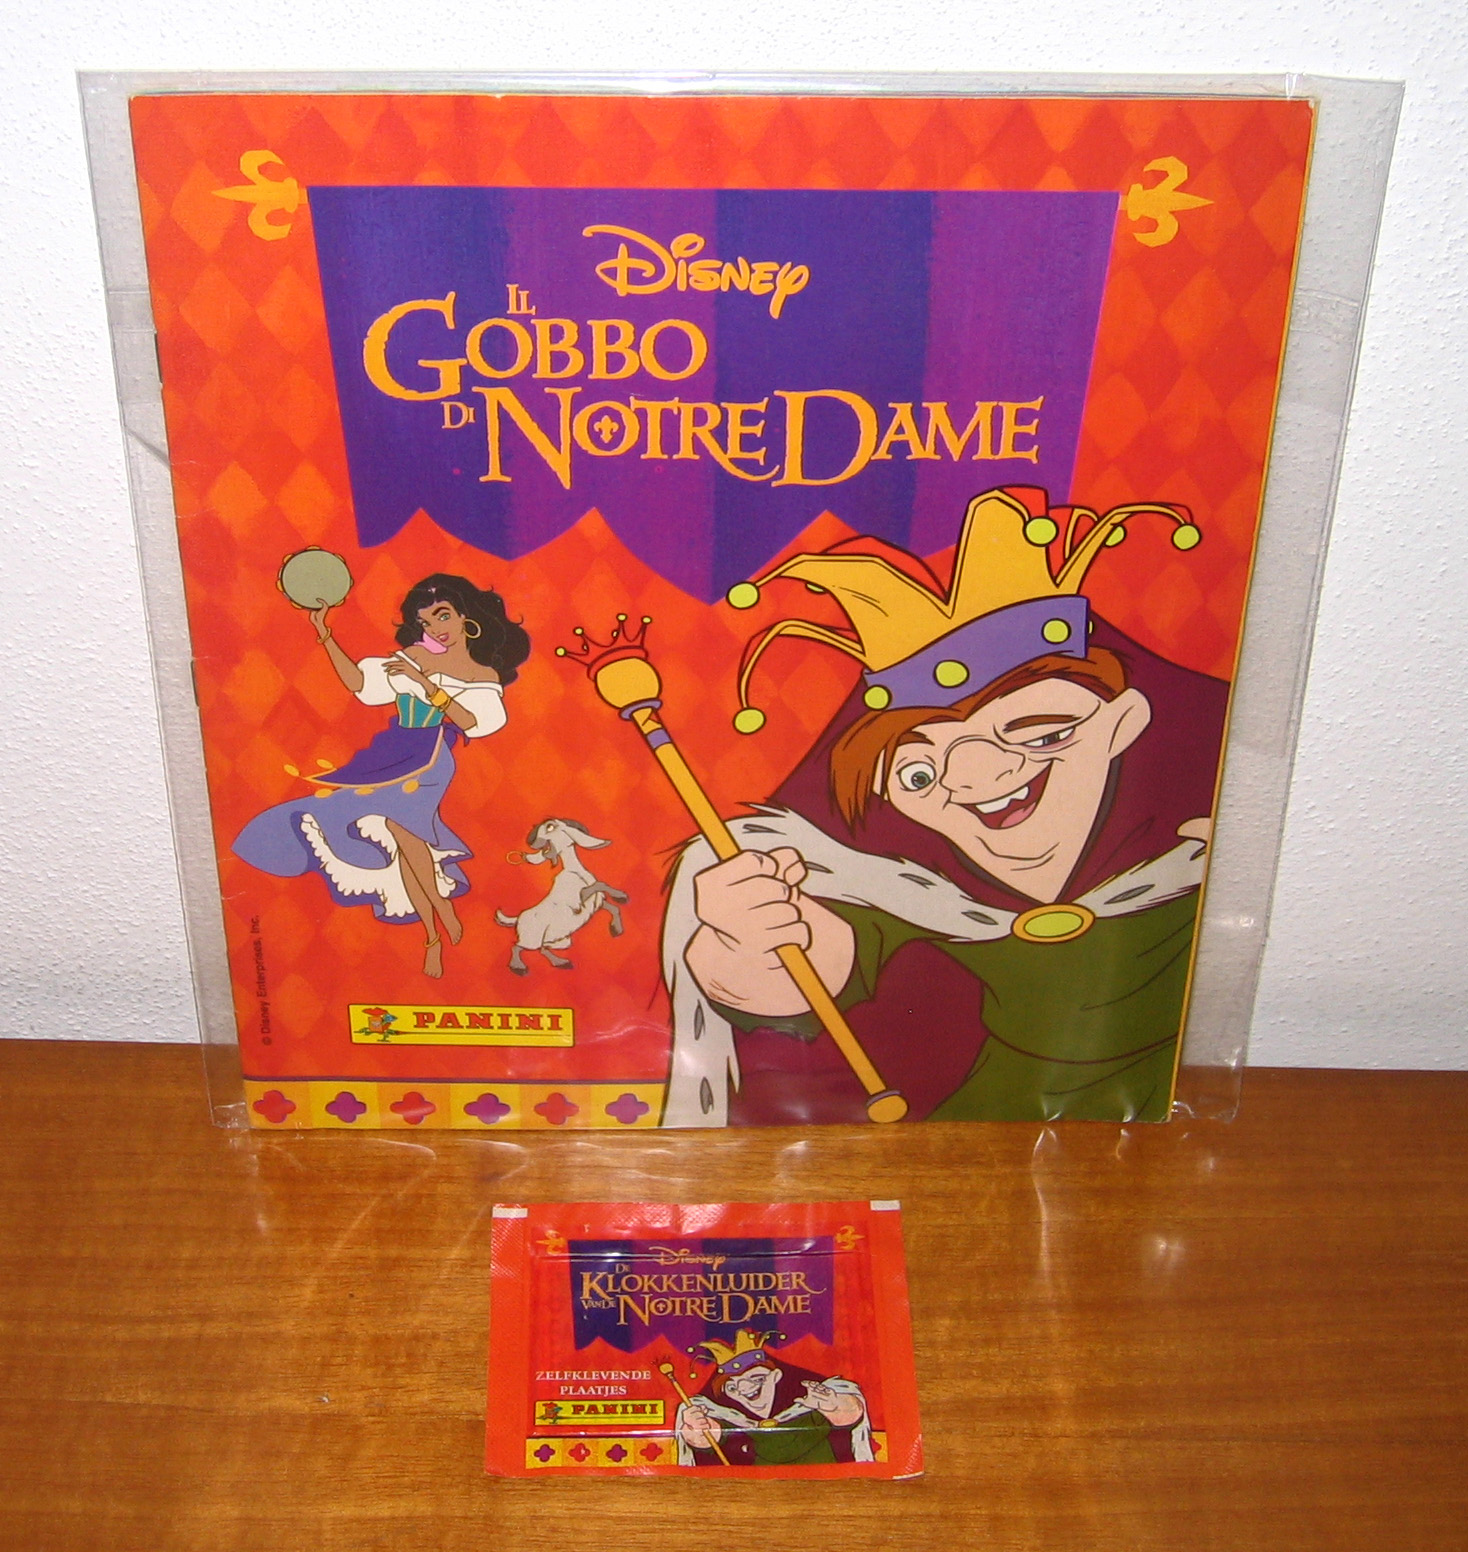 Disney
IL
GOBBO
DI NOTRE DAME
© Disney Enterprises, Inc.
PANINI
Disney
DE
KLOKKENLUIDER
VAN DE NOTRE DAME
ZELFKLEVENDE
PLAATJES
PANINI